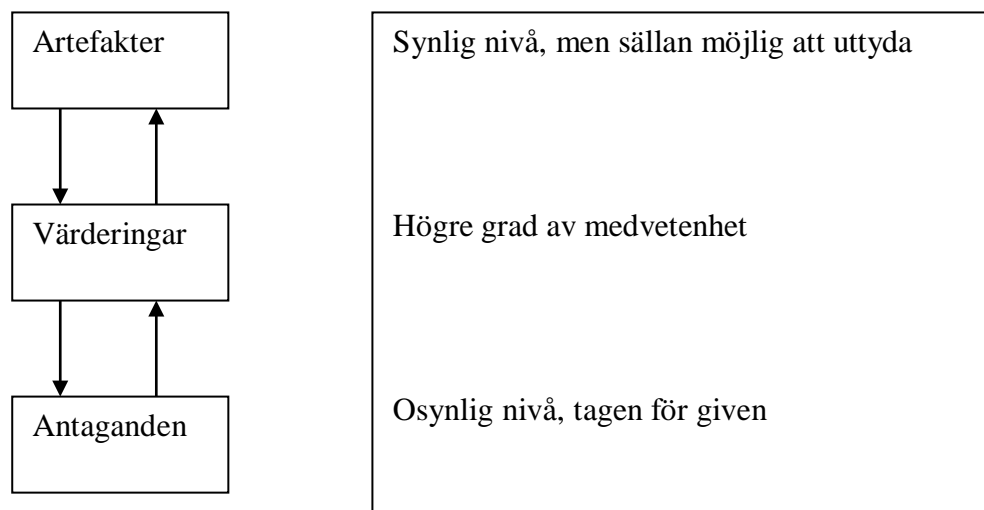 Artefakter
Synlig nivå, men sällan möjlig att uttyda
Värderingar
Högre grad av medvetenhet
Antaganden
Osynlig nivå, tagen för given